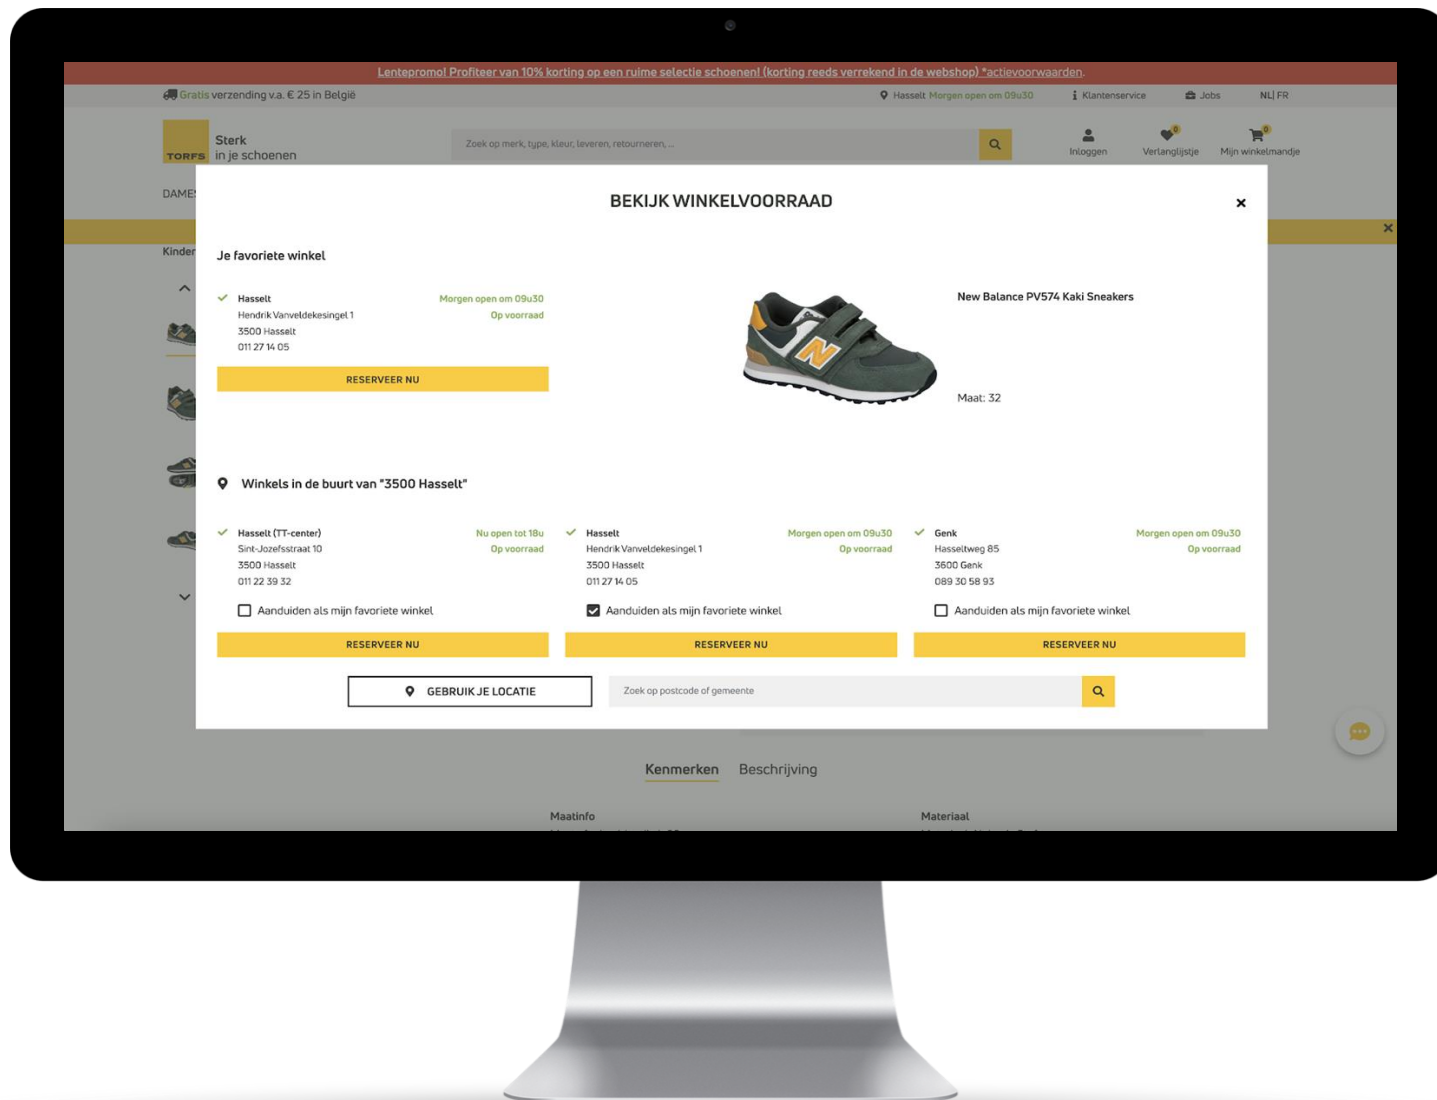 Lentepromo! Profiteer van 10% korting op een ruime selectie schoenen! (korting reeds verrekend in de webshop) *actievoorwaarden.
Gratis verzending v.a. € 25 in België
Hasselt Morgen open om 09u30
Klantenservice
Jobs
NL| FR
TORFS
Sterk
in je schoenen
Zoek op merk, type, kleur, leveren, retourneren, ...
Inloggen
0
Verlanglijstje
0
Mijn winkelmandje
DAMES
BEKIJK WINKELVOORRAAD
Kinder
Je favoriete winkel
Hasselt Morgen open om 09u30
Hendrik Vanveldekesingel 1 Op voorraad
3500 Hasselt
011 27 14 05
RESERVEER NU
N
New Balance PV574 Kaki Sneakers
Maat: 32
Winkels in de buurt van "3500 Hasselt"
Hasselt (TT-center) Nu open tot 18u
Sint-Jozefsstraat 10 Op voorraad
3500 Hasselt
011 22 39 32
Aanduiden als mijn favoriete winkel
RESERVEER NU
Hasselt Morgen open om 09u30
Hendrik Vanveldekesingel 1 Op voorraad
3500 Hasselt
011 27 14 05
Aanduiden als mijn favoriete winkel
RESERVEER NU
Genk Morgen open om 09u30
Hasseltweg 85 Op voorraad
3600 Genk
089 30 58 93
Aanduiden als mijn favoriete winkel
RESERVEER NU
GEBRUIK JE LOCATIE
Zoek op postcode of gemeente
Kenmerken Beschrijving
Maatinfo
Materiaal